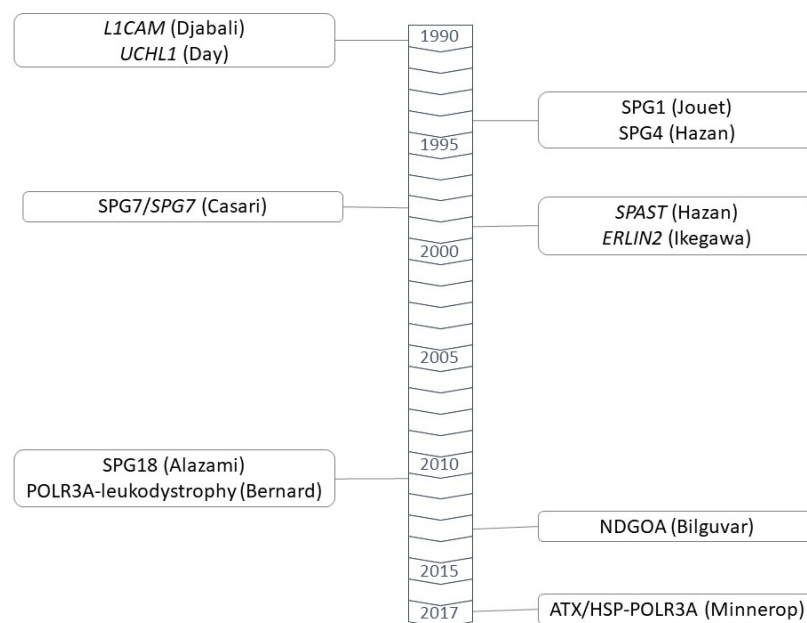 L1CAM (Djabali)
UCHL1 (Day)
1990
SPG1 (Jouet)
SPG4 (Hazan)
1995
SPG7/SPG7 (Casari)
SPAST (Hazan)
ERLIN2 (Ikegawa)
2000
2005
SPG18 (Alazami)
POLR3A-leukodystrophy (Bernard)
2010
NDGOA (Bilguvar)
2015
2017
ATX/HSP-POLR3A (Minnerop)